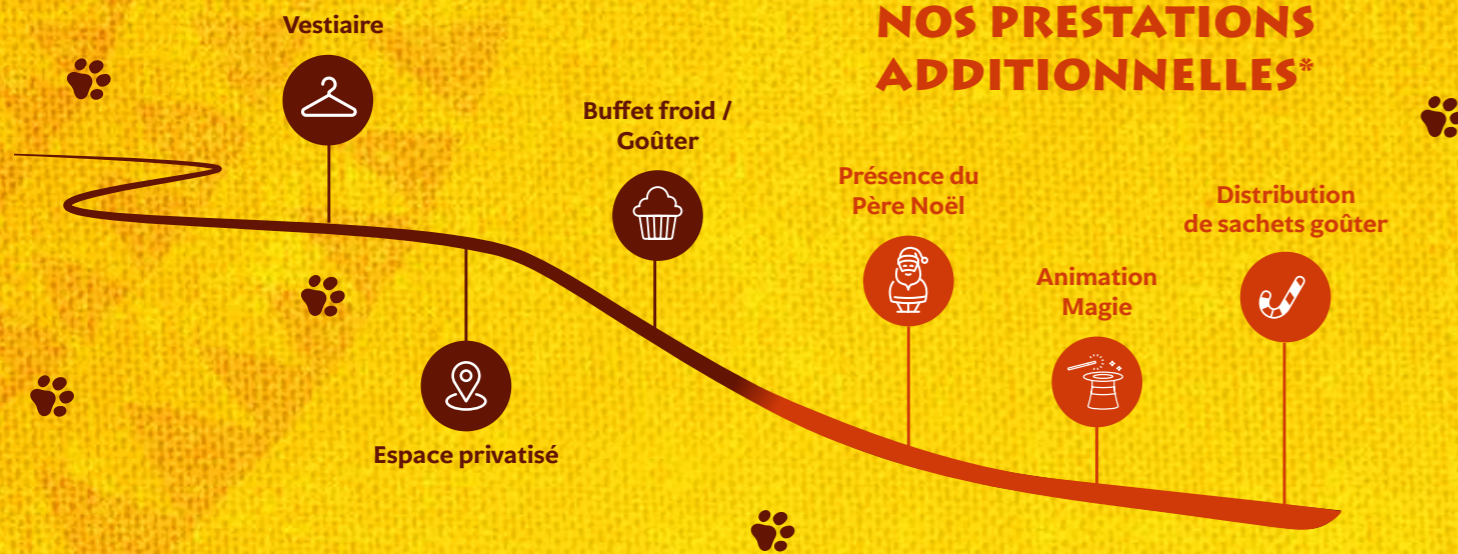 Vestiaire
Buffet froid /
Goûter
Espace privatisé
NOS PRESTATIONS
ADDITIONNELLES*
Présence du
Père Noël
Animation
Magie
Distribution
de sachets goûter